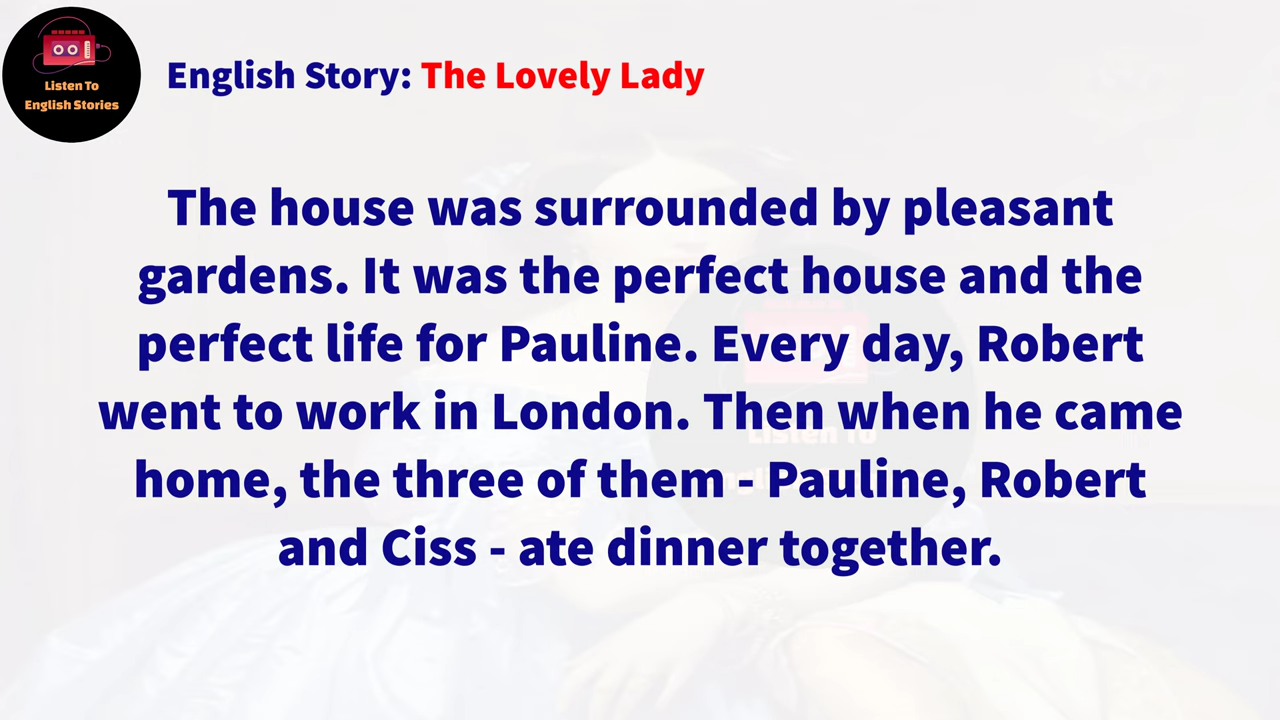 Listen To
English Stories
English Story: The Lovely Lady
The house was surrounded by pleasant
gardens. It was the perfect house and the
perfect life for Pauline. Every day, Robert
went to work in London. Then when he came
home, the three of them - Pauline, Robert
and Ciss - ate dinner together.
Listen To